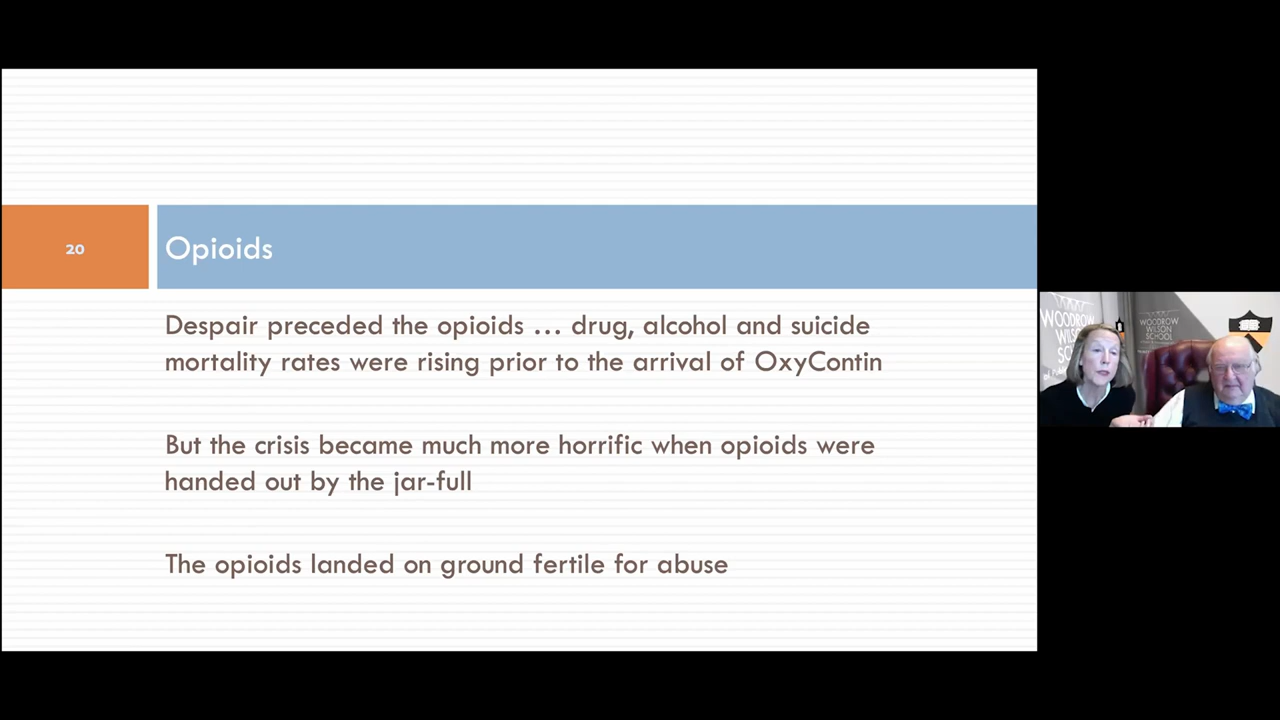 20
Opioids
Despair preceded the opioids … drug, alcohol and suicide
mortality rates were rising prior to the arrival of OxyContin
But the crisis became much more horrific when opioids were
handed out by the jar-full
The opioids landed on ground fertile for abuse
WOODROW
WILSON
WOODROW
WILSON
SCHOOL